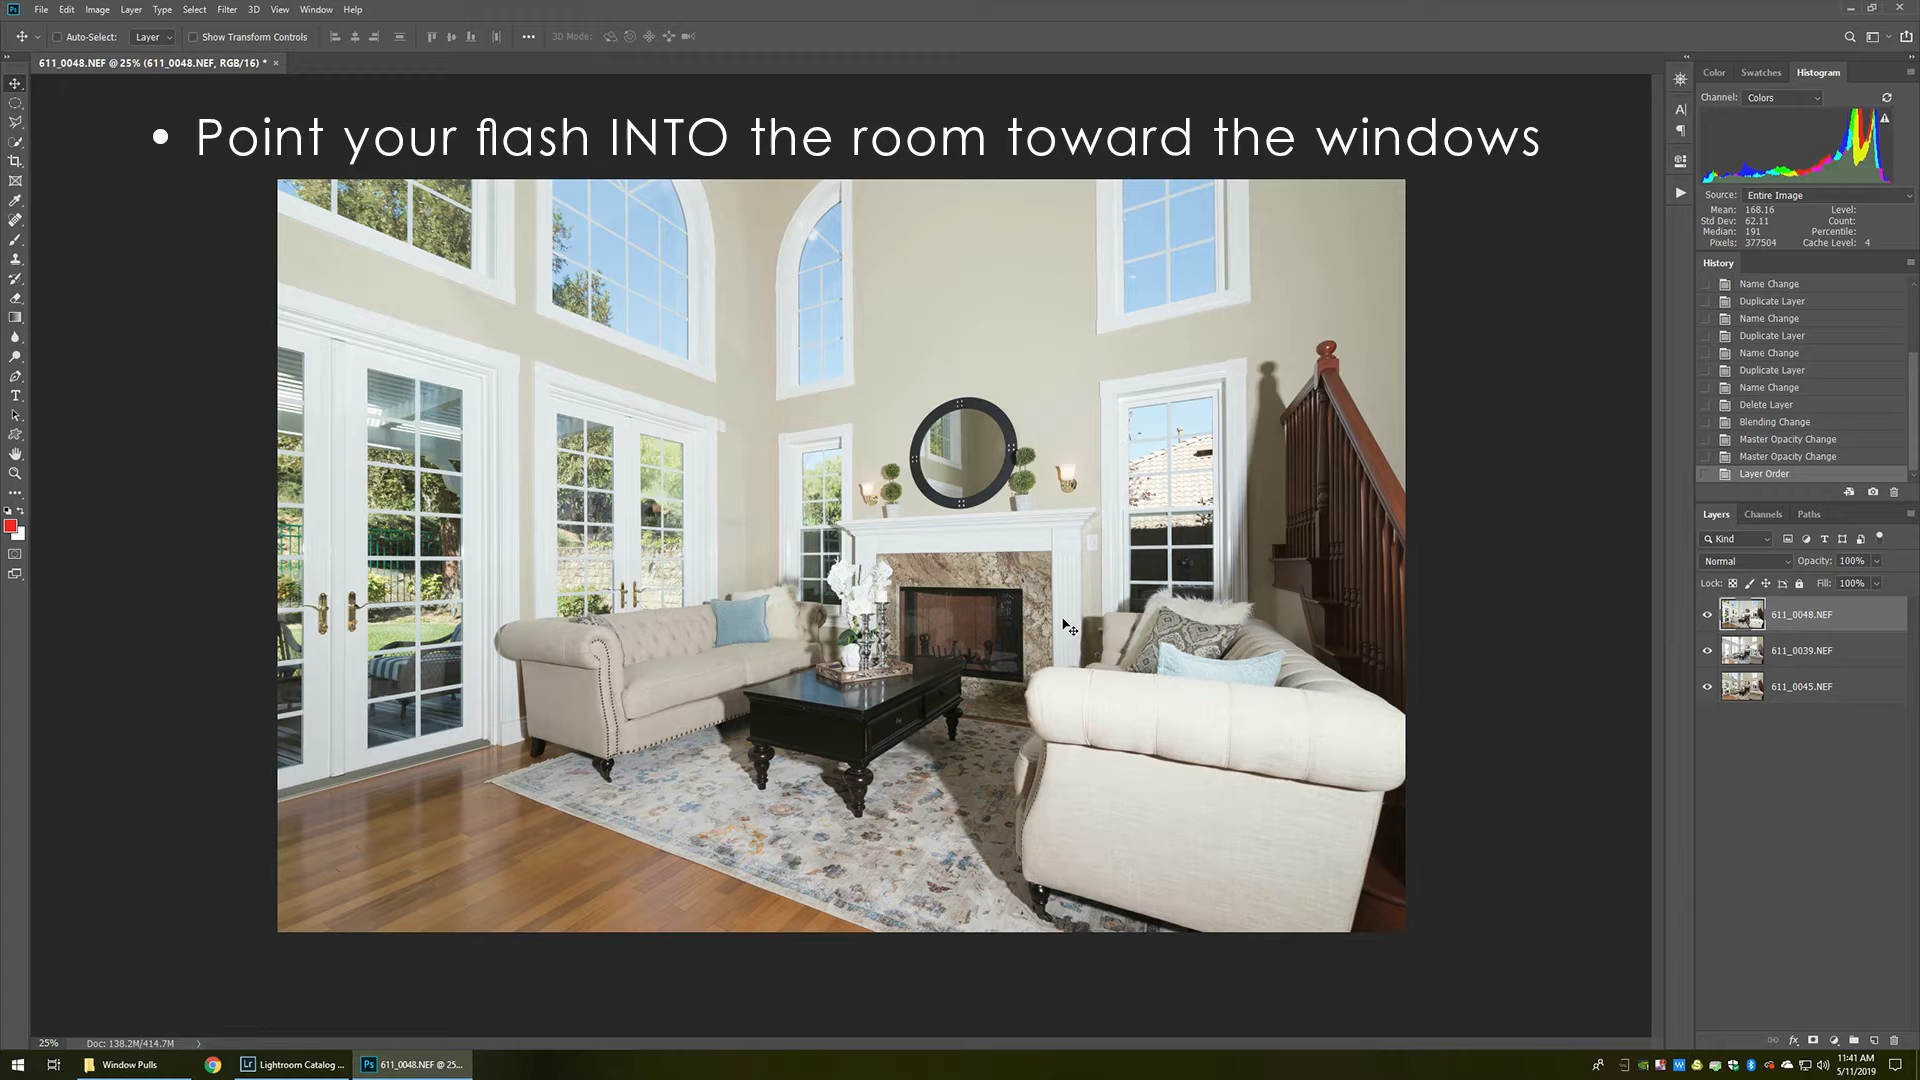 File Edit Image Layer Type Select Filter 3D View Window Help
Auto-Select: Layer Show Transform Controls 3D Mode:
611_0048.NEF @ 25% (611_0048.NEF, RGB/16) * ×
• Point your flash INTO the room toward the windows
Color Swatches Histogram
Channel: Colors
Source: Entire Image
Mean: 168.16 Level:
Std Dev: 62.11 Count:
Median: 191 Percentile:
Pixels: 377504 Cache Level: 4
History
Name Change
Duplicate Layer
Name Change
Duplicate Layer
Name Change
Duplicate Layer
Name Change
Delete Layer
Blending Change
Master Opacity Change
Master Opacity Change
Layer Order
Layers Channels Paths
Kind
Normal Opacity: 100%
Lock: Fill: 100%
611_0048.NEF
611_0039.NEF
611_0045.NEF
25% Doc: 138.2M/414.7M
Window Pulls Lightroom Catalog ... 611_0048.NEF @ 25...
11:41 AM
5/11/2019